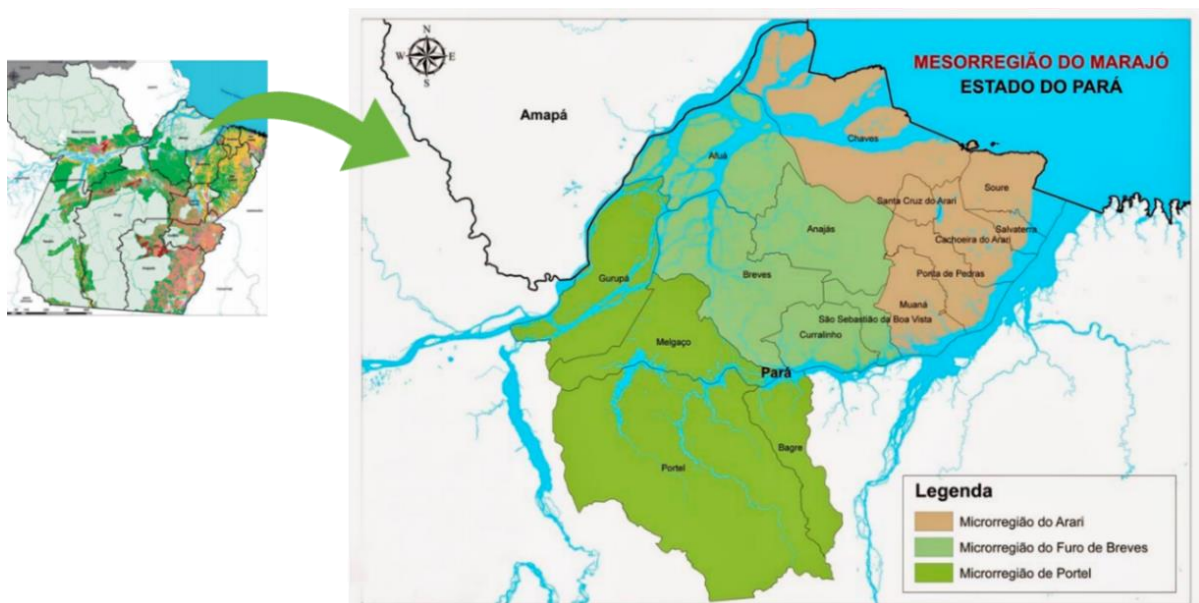 MESORREGIÃO DO MARAJÓ
ESTADO DO PARÁ
N
W E
S
Amapá
Chaves
Afuá
Soure
Santa Cruz do Arari
Salvaterra
Anajás
Cachoeira do Arari
Breves
Ponta de Pedras
Gurupá
Muaná
São Sebastião da Boa Vista
Curralinho
Melgaço
Pará
Bagre
Portel
Legenda
Microrregião do Arari
Microrregião do Furo de Breves
Microrregião de Portel